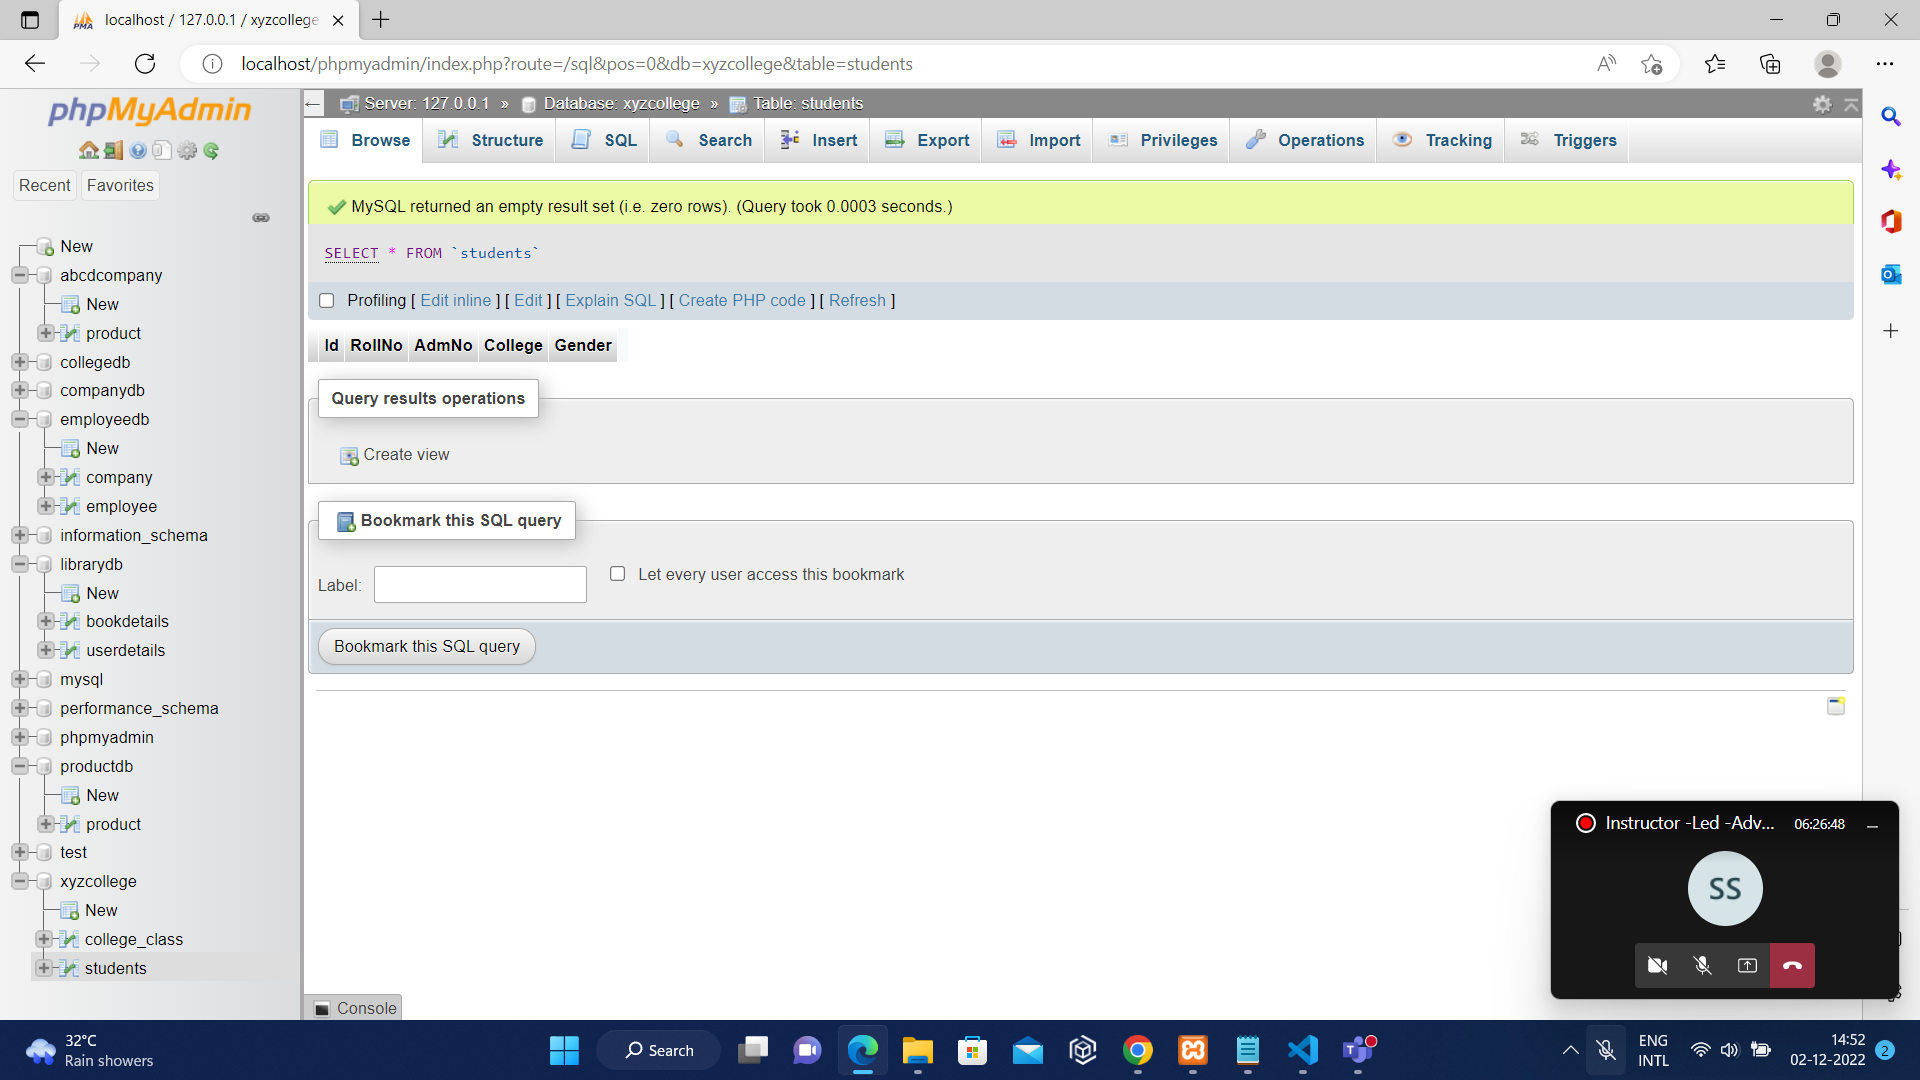 localhost / 127.0.0.1 / xyzcollege
localhost/phpmyadmin/index.php?route=/sql&pos=0&db=xyzcollege&table=students
phpMyAdmin
Recent Favorites
New
abcdcompany
New
product
collegedb
companydb
employeedb
New
company
employee
information_schema
librarydb
New
bookdetails
userdetails
mysql
performance_schema
phpmyadmin
productdb
New
product
test
xyzcollege
New
college_class
students
Server: 127.0.0.1 » Database: xyzcollege » Table: students
Browse Structure SQL Search Insert Export Import Privileges Operations Tracking Triggers
MySQL returned an empty result set (i.e. zero rows). (Query took 0.0003 seconds.)
SELECT * FROM `students`
Profiling [ Edit inline ] [ Edit ] [ Explain SQL ] [ Create PHP code ] [ Refresh ]
Id RollNo AdmNo College Gender
Query results operations
Create view
Bookmark this SQL query
Label: Let every user access this bookmark
Bookmark this SQL query
Console
Instructor -Led -Adv... 06:26:48
SS
32°C
Rain showers
Search
ENG
INTL
14:52
02-12-2022
2